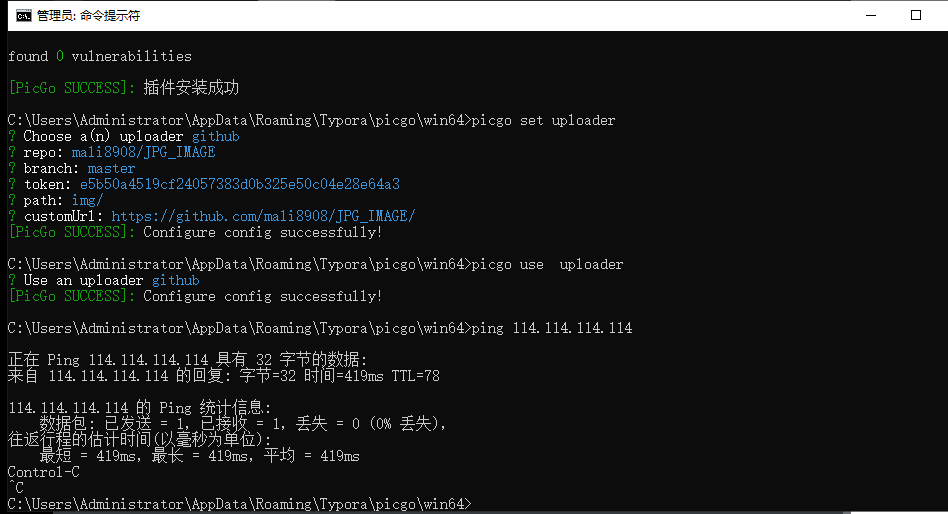 管理员: 命令提示符
found 0 vulnerabilities
[PicGo SUCCESS]: 插件安装成功
C:\Users\Administrator\AppData\Roaming\Typora\picgo\win64>picgo set uploader
? Choose a(n) uploader github
? repo: mali8908/JPG_IMAGE
? branch: master
? token: e5b50a4519cf24057383d0b325e50c04e28e64a3
? path: img/
? customUrl: https://github.com/mali8908/JPG_IMAGE/
[PicGo SUCCESS]: Configure config successfully!
C:\Users\Administrator\AppData\Roaming\Typora\picgo\win64>picgo use  uploader
? Use an uploader github
[PicGo SUCCESS]: Configure config successfully!
C:\Users\Administrator\AppData\Roaming\Typora\picgo\win64>ping 114.114.114.114
正在 Ping 114.114.114.114 具有 32 字节的数据:
来自 114.114.114.114 的回复: 字节=32 时间=419ms TTL=78
114.114.114.114 的 Ping 统计信息:
    数据包: 已发送 = 1，已接收 = 1，丢失 = 0 (0% 丢失)，
往返行程的估计时间(以毫秒为单位):
    最短 = 419ms，最长 = 419ms，平均 = 419ms
Control-C
^C
C:\Users\Administrator\AppData\Roaming\Typora\picgo\win64>